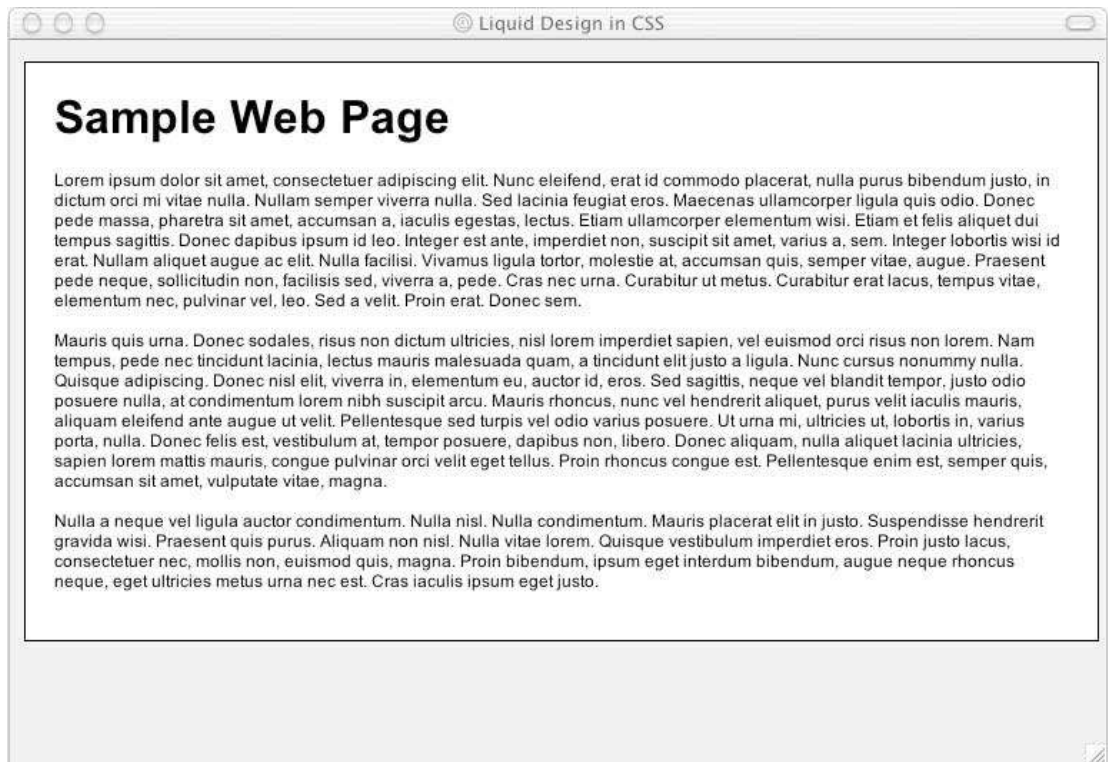 Liquid Design in CSS
Sample Web Page
Lorem ipsum dolor sit amet, consectetuer adipiscing elit. Nunc eleifend, erat id commodo placerat, nulla purus bibendum justo, in
dictum orci mi vitae nulla. Nullam semper viverra nulla. Sed lacinia feugiat eros. Maecenas ullamcorper ligula quis odio. Donec
pede massa, pharetra sit amet, accumsan a, iaculis egestas, lectus. Etiam ullamcorper elementum wisi. Etiam et felis aliquet dui
tempus sagittis. Donec dapibus ipsum id leo. Integer est ante, imperdiet non, suscipit sit amet, varius a, sem. Integer lobortis wisi id
erat. Nullam aliquet augue ac elit. Nulla facilisi. Vivamus ligula tortor, molestie at, accumsan quis, semper vitae, augue. Praesent
pede neque, sollicitudin non, facilisis sed, viverra a, pede. Cras nec urna. Curabitur ut metus. Curabitur erat lacus, tempus vitae,
elementum nec, pulvinar vel, leo. Sed a velit. Proin erat. Donec sem.
Mauris quis urna. Donec sodales, risus non dictum ultricies, nisl lorem imperdiet sapien, vel euismod orci risus non lorem. Nam
tempus, pede nec tincidunt lacinia, lectus mauris malesuada quam, a tincidunt elit justo a ligula. Nunc cursus nonummy nulla.
Quisque adipiscing. Donec nisl elit, viverra in, elementum eu, auctor id, eros. Sed sagittis, neque vel blandit tempor, justo odio
posuere nulla, at condimentum lorem nibh suscipit arcu. Mauris rhoncus, nunc vel hendrerit aliquet, purus velit iaculis mauris,
aliquam eleifend ante augue ut velit. Pellentesque sed turpis vel odio varius posuere. Ut urna mi, ultricies ut, lobortis in, varius
porta, nulla. Donec felis est, vestibulum at, tempor posuere, dapibus non, libero. Donec aliquam, nulla aliquet lacinia ultricies,
sapien lorem mattis mauris, congue pulvinar orci velit eget tellus. Proin rhoncus congue est. Pellentesque enim est, semper quis,
accumsan sit amet, vulputate vitae, magna.
Nulla a neque vel ligula auctor condimentum. Nulla nisl. Nulla condimentum. Mauris placerat elit in justo. Suspendisse hendrerit
gravida wisi. Praesent quis purus. Aliquam non nisl. Nulla vitae lorem. Quisque vestibulum imperdiet eros. Proin justo lacus,
consectetuer nec, mollis non, euismod quis, magna. Proin bibendum, ipsum eget interdum bibendum, augue neque rhoncus
neque, eget ultricies metus urna nec est. Cras iaculis ipsum eget justo.